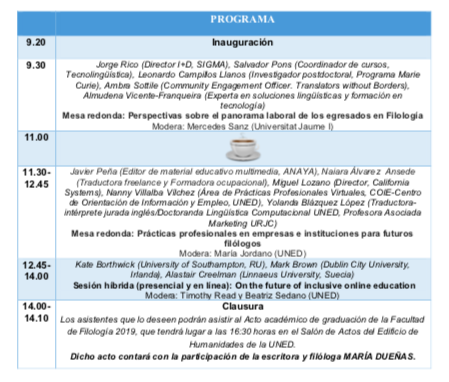 PROGRAMA
9.20 Inauguración
9.30 Jorge Rico (Director I+D, SIGMA), Salvador Pons (Coordinador de cursos,
Tecnolingüística), Leonardo Campillos Llanos (Investigador postdoctoral, Programa Marie
Curie), Ambra Sottile (Community Engagement Officer. Translators without Borders),
Almudena Vicente-Franqueira (Experta en soluciones lingüísticas y formación en
tecnología)
Mesa redonda: Perspectivas sobre el panorama laboral de los egresados en Filología
Modera: Mercedes Sanz (Universitat Jaume I)
11.00
11.30-
12.45
Javier Peña (Editor de material educativo multimedia, ANAYA), Naiara Álvarez Ansede
(Traductora freelance y Formadora ocupacional), Miguel Lozano (Director, California
Systems), Nanny Villalba Vilchez (Área de Prácticas Profesionales Virtuales, COIE-Centro
de Orientación de Información y Empleo, UNED), Yolanda Blázquez López (Traductora-
intérprete jurada inglés/Doctoranda Lingüística Computacional UNED, Profesora Asociada
Marketing URJC)
Mesa redonda: Prácticas profesionales en empresas e instituciones para futuros
filólogos
Modera: María Jordano (UNED)
12.45-
14.00
Kate Borthwick (University of Southampton, RU), Mark Brown (Dublin City University,
Irlanda), Alastair Creelman (Linnaeus University, Suecia)
Sesión híbrida (presencial y en línea): On the future of inclusive online education
Modera: Timothy Read y Beatriz Sedano (UNED)
14.00-
14.10
Clausura
Los asistentes que lo deseen podrán asistir al Acto académico de graduación de la Facultad
de Filología 2019, que tendrá lugar a las 16:30 horas en el Salón de Actos del Edificio de
Humanidades de la UNED.
Dicho acto contará con la participación de la escritora y filóloga MARÍA DUEÑAS.